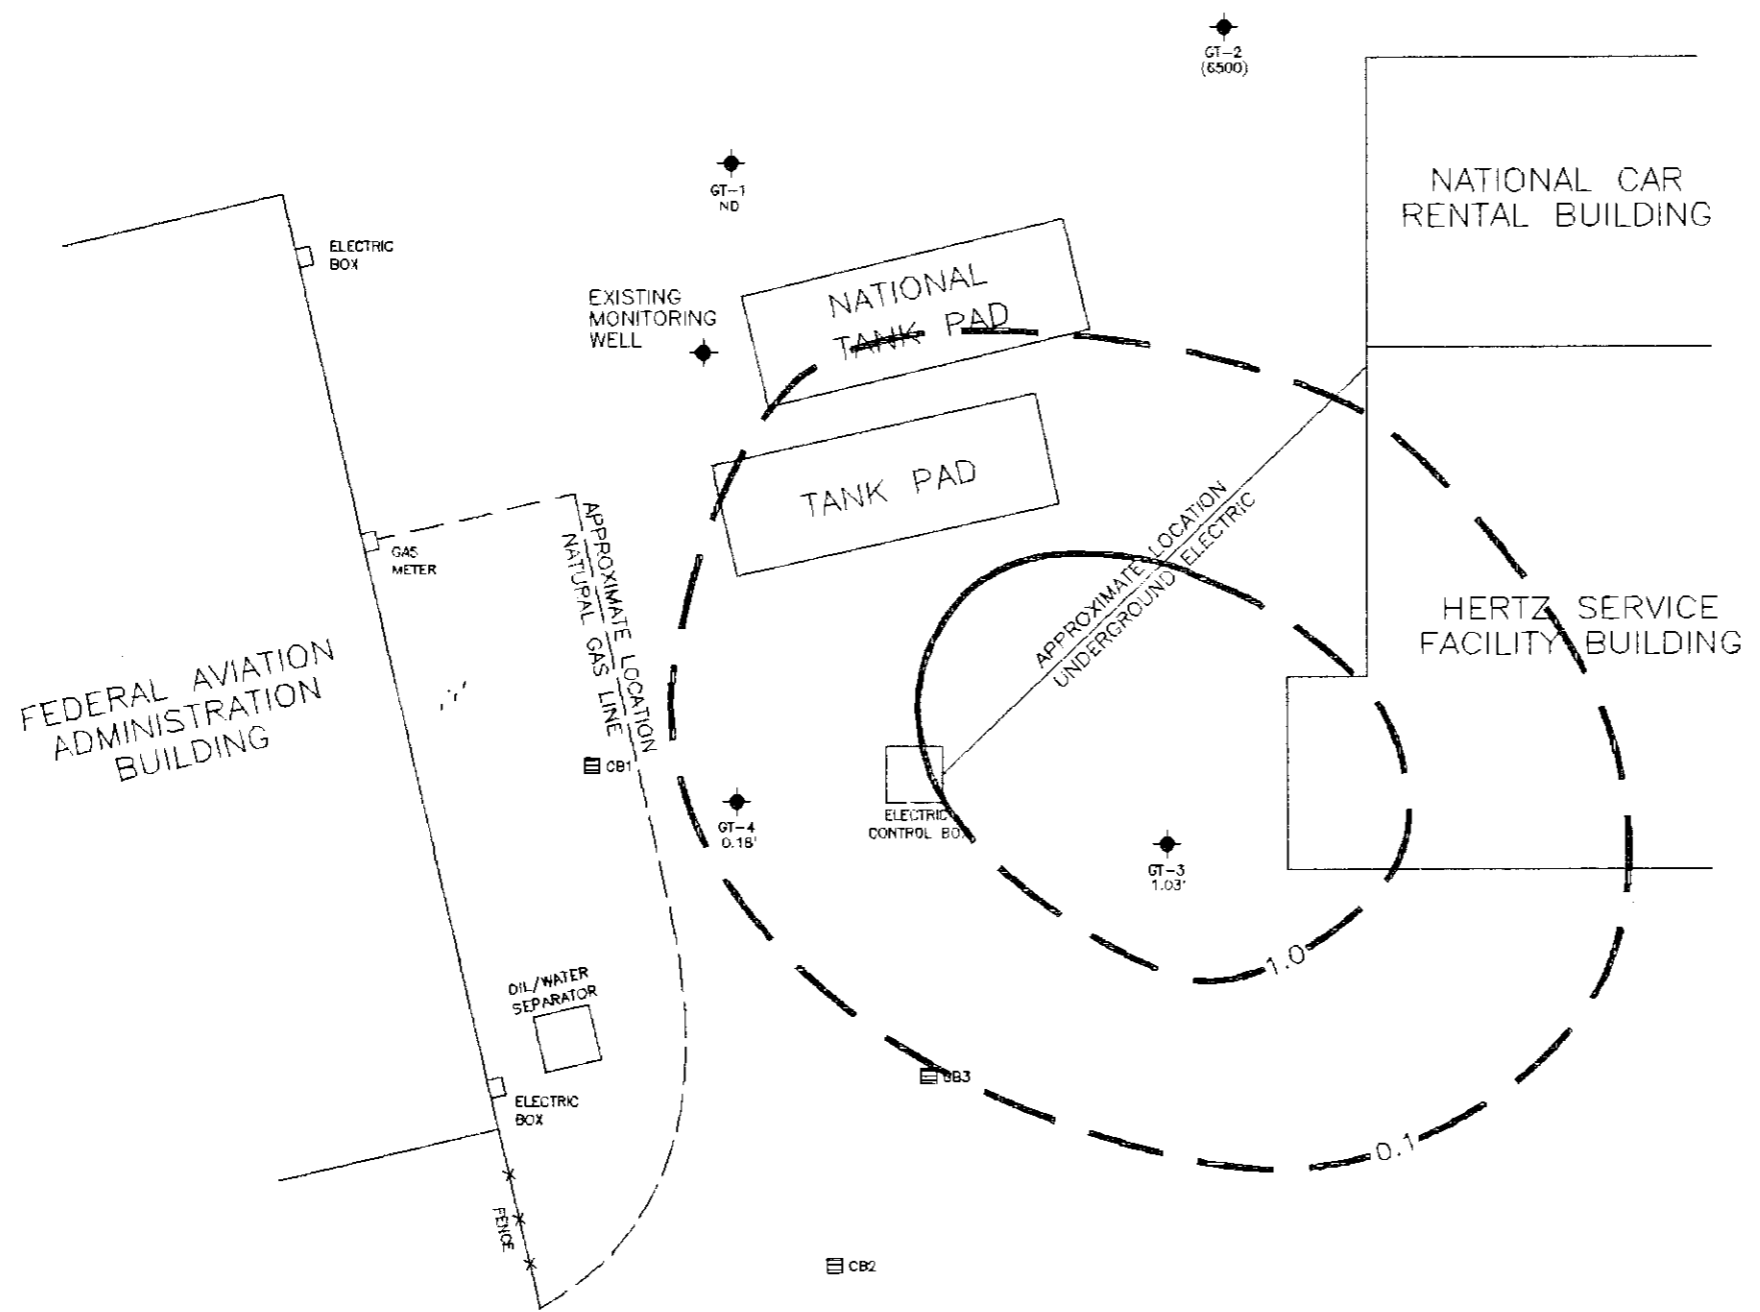 GT-2
(6500)
GT-1
ND
NATIONAL CAR
RENTAL BUILDING
ELECTRIC
BOX
EXISTING
MONITORING
WELL
NATIONAL
TANK PAD
TANK PAD
GAS
METER
APPROXIMATE LOCATION
NATURAL GAS LINE
APPROXIMATE LOCATION
UNDERGROUND ELECTRIC
HERTZ SERVICE
FACILITY BUILDING
FEDERAL AVIATION
ADMINISTRATION
BUILDING
CB1
GT-4
0.18'
ELECTRIC
CONTROL BOX
GT-3
1.03'
1.0
OIL/WATER
SEPARATOR
CB3
ELECTRIC
BOX
0.1
FENCE
CB2